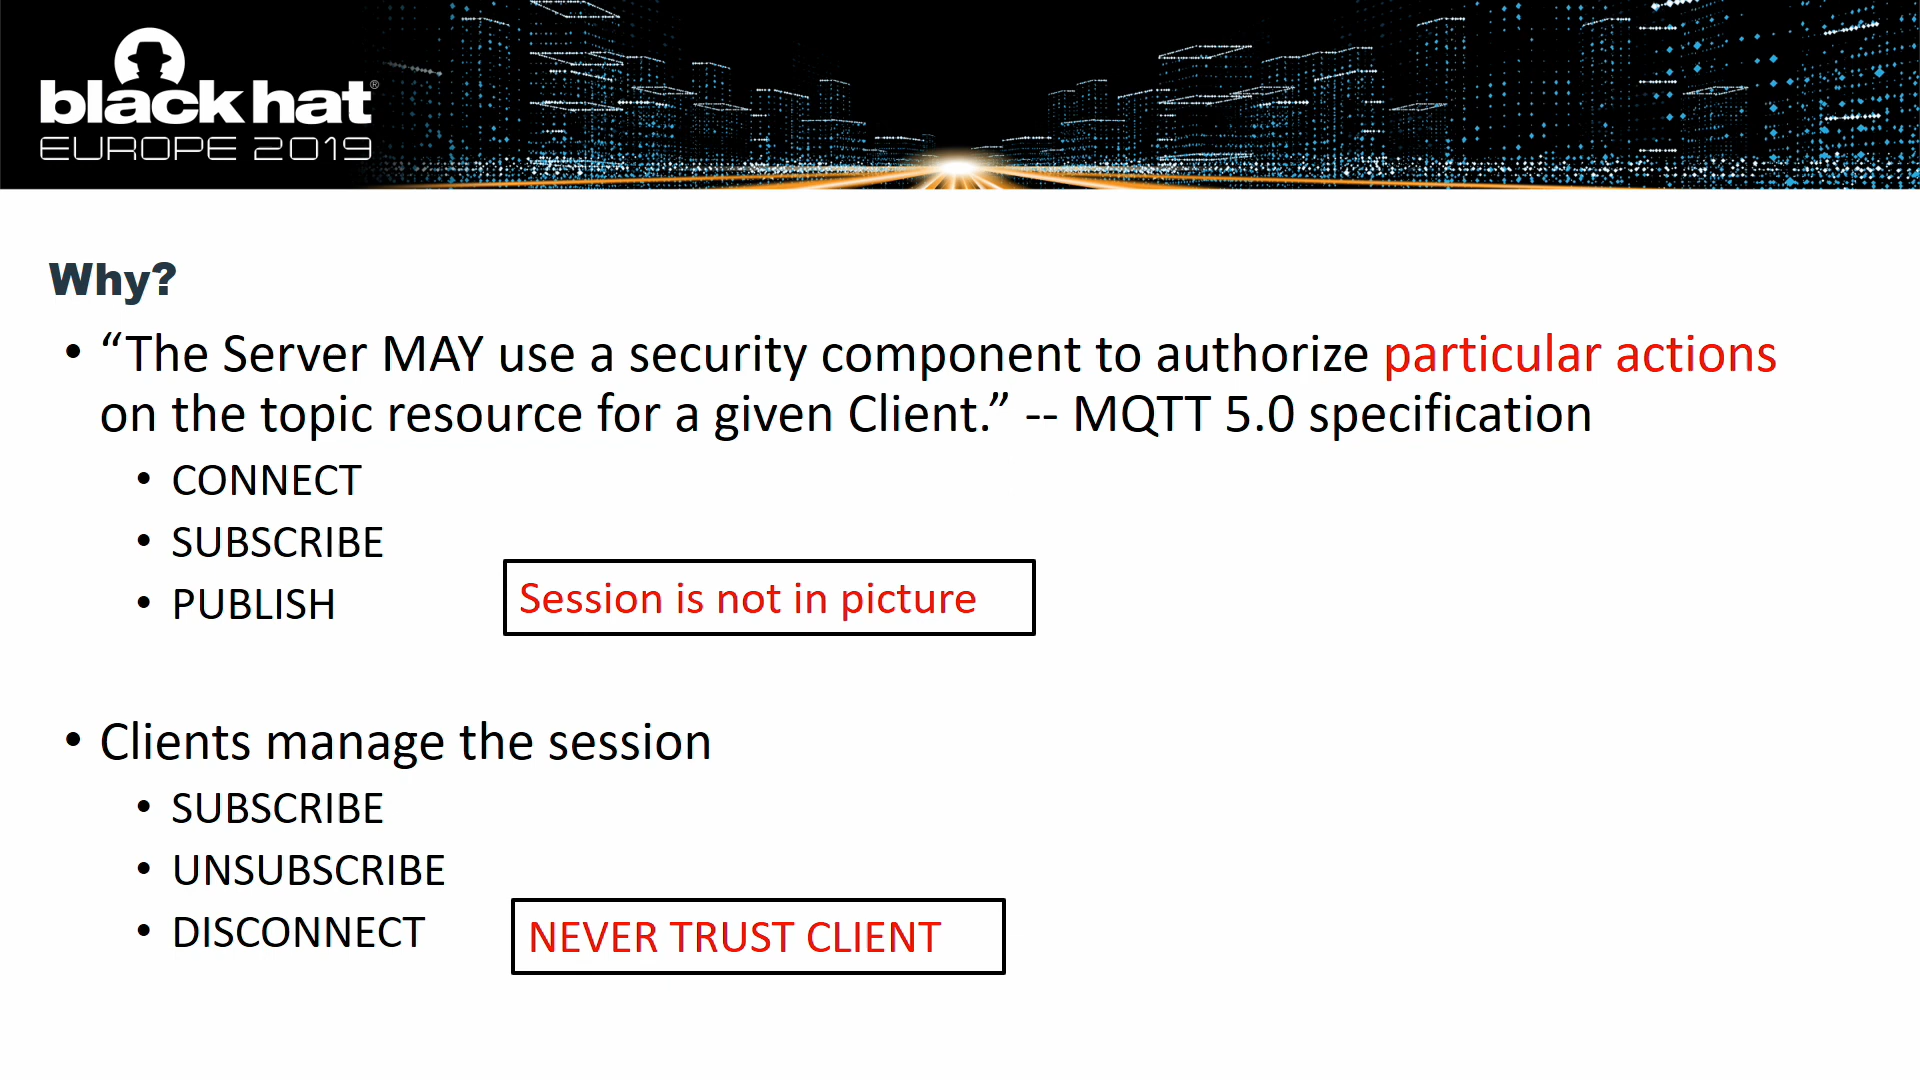 black hat®
EUROPE 2019
Why?
• “The Server MAY use a security component to authorize particular actions
on the topic resource for a given Client.” -- MQTT 5.0 specification
• CONNECT
• SUBSCRIBE
• PUBLISH
Session is not in picture
• Clients manage the session
• SUBSCRIBE
• UNSUBSCRIBE
• DISCONNECT
NEVER TRUST CLIENT